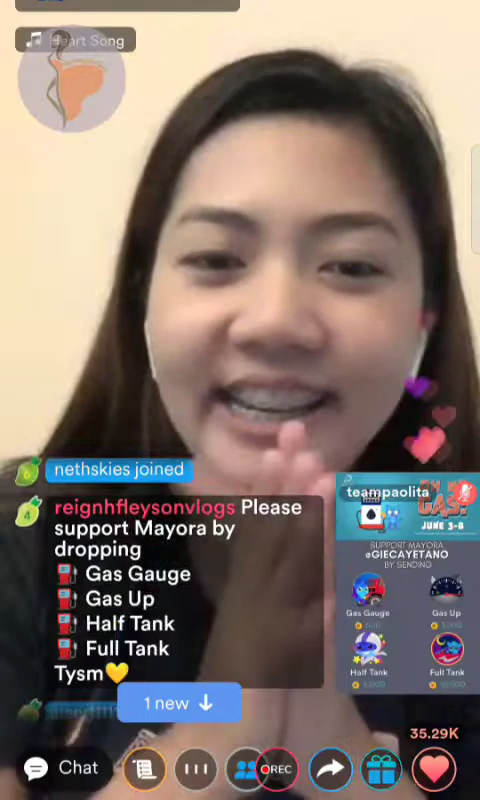 Heart Song
nethskies joined
reignhfleysonvlogs Please
support Mayora by
dropping
Gas Gauge
Gas Up
Half Tank
Full Tank
Tysm
1 new
teampaolita
GAS!
JUNE 3-8
SUPPORT MAYORA
@GIECAYETANO
BY SENDING
Gas Gauge
Gas Up
Half Tank
Full Tank
35.29K
Chat
REC